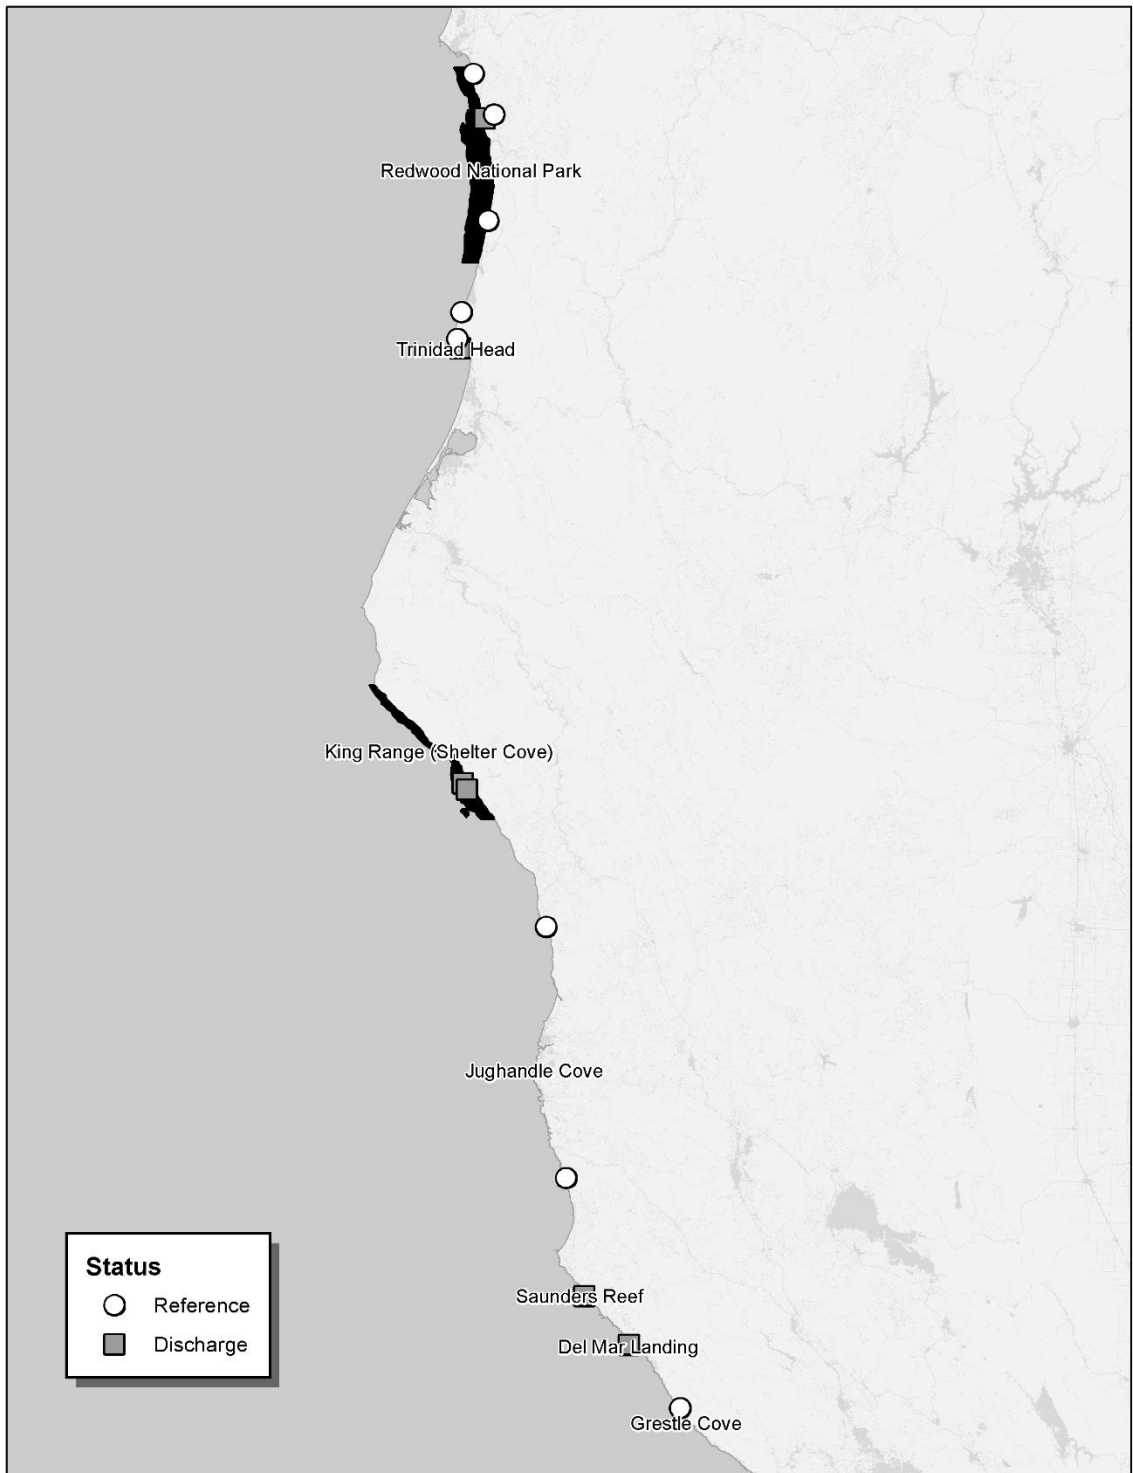 Redwood National Park
Trinidad Head
King Range (Shelter Cove)
Jughandle Cove
Saunders Reef
Del Mar Landing
Grestle Cove
Status
Reference
Discharge